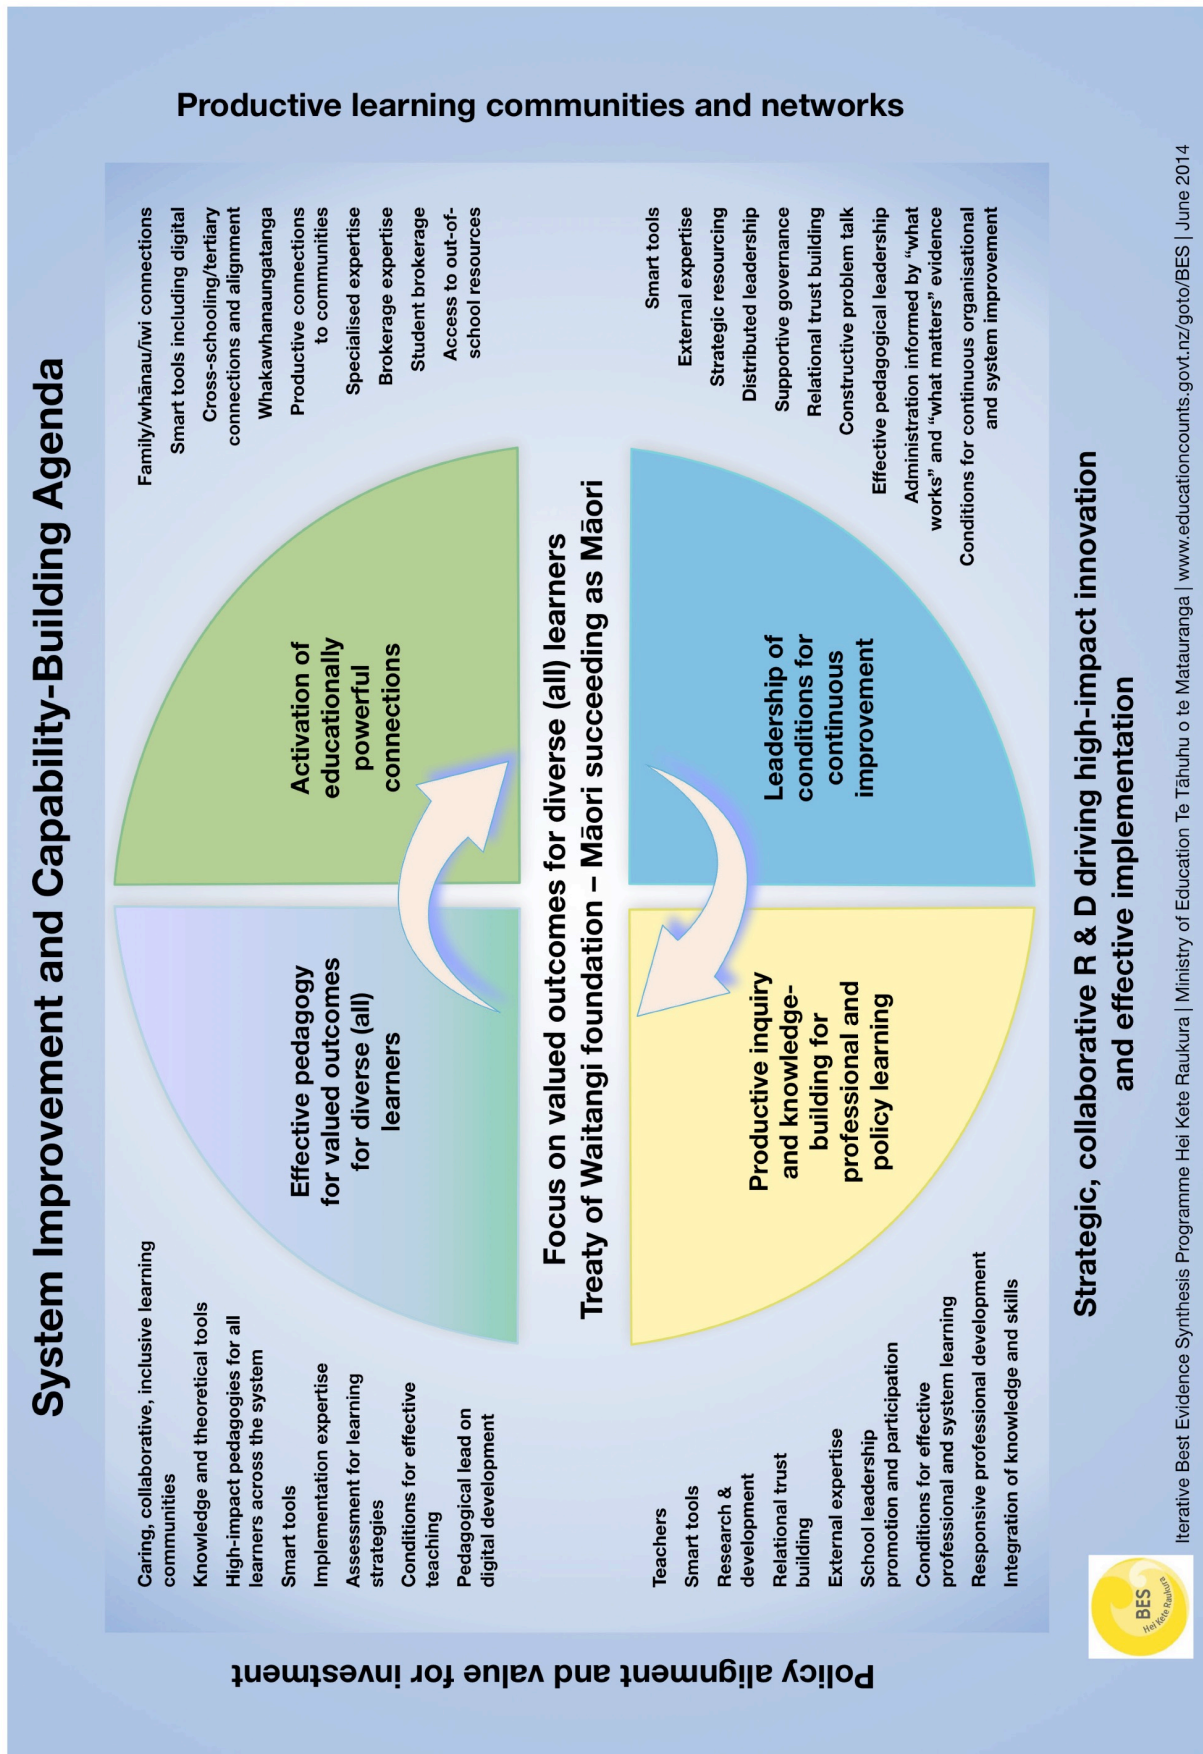 System Improvement and Capability-Building Agenda
Policy alignment and value for investment
Caring, collaborative, inclusive learning
communities
Knowledge and theoretical tools
High-impact pedagogies for all
learners across the system
Smart tools
Implementation expertise
Assessment for learning
strategies
Conditions for effective
teaching
Pedagogical lead on
digital development
Effective pedagogy
for valued outcomes
for diverse (all)
learners
Activation of
educationally
powerful
connections
Family/whānau/iwi connections
Smart tools including digital
Cross-schooling/tertiary
connections and alignment
Whakawhanaungatanga
Productive connections
to communities
Specialised expertise
Brokerage expertise
Student brokerage
Access to out-of-
school resources
Focus on valued outcomes for diverse (all) learners
Treaty of Waitangi foundation – Māori succeeding as Māori
Teachers
Smart tools
Research &
development
Relational trust
building
External expertise
School leadership
promotion and participation
Conditions for effective
professional and system learning
Responsive professional development
Integration of knowledge and skills
Productive inquiry
and knowledge-
building for
professional and
policy learning
Leadership of
conditions for
continuous
improvement
Smart tools
External expertise
Strategic resourcing
Distributed leadership
Supportive governance
Relational trust building
Constructive problem talk
Effective pedagogical leadership
Administration informed by “what
works” and “what matters” evidence
Conditions for continuous organisational
and system improvement
Productive learning communities and networks
Strategic, collaborative R & D driving high-impact innovation
and effective implementation
BES
Hei Kete Raukura
Iterative Best Evidence Synthesis Programme Hei Kete Raukura | Ministry of Education Te Tāhuhu o te Matauranga | www.educationcounts.govt.nz/goto/BES | June 2014